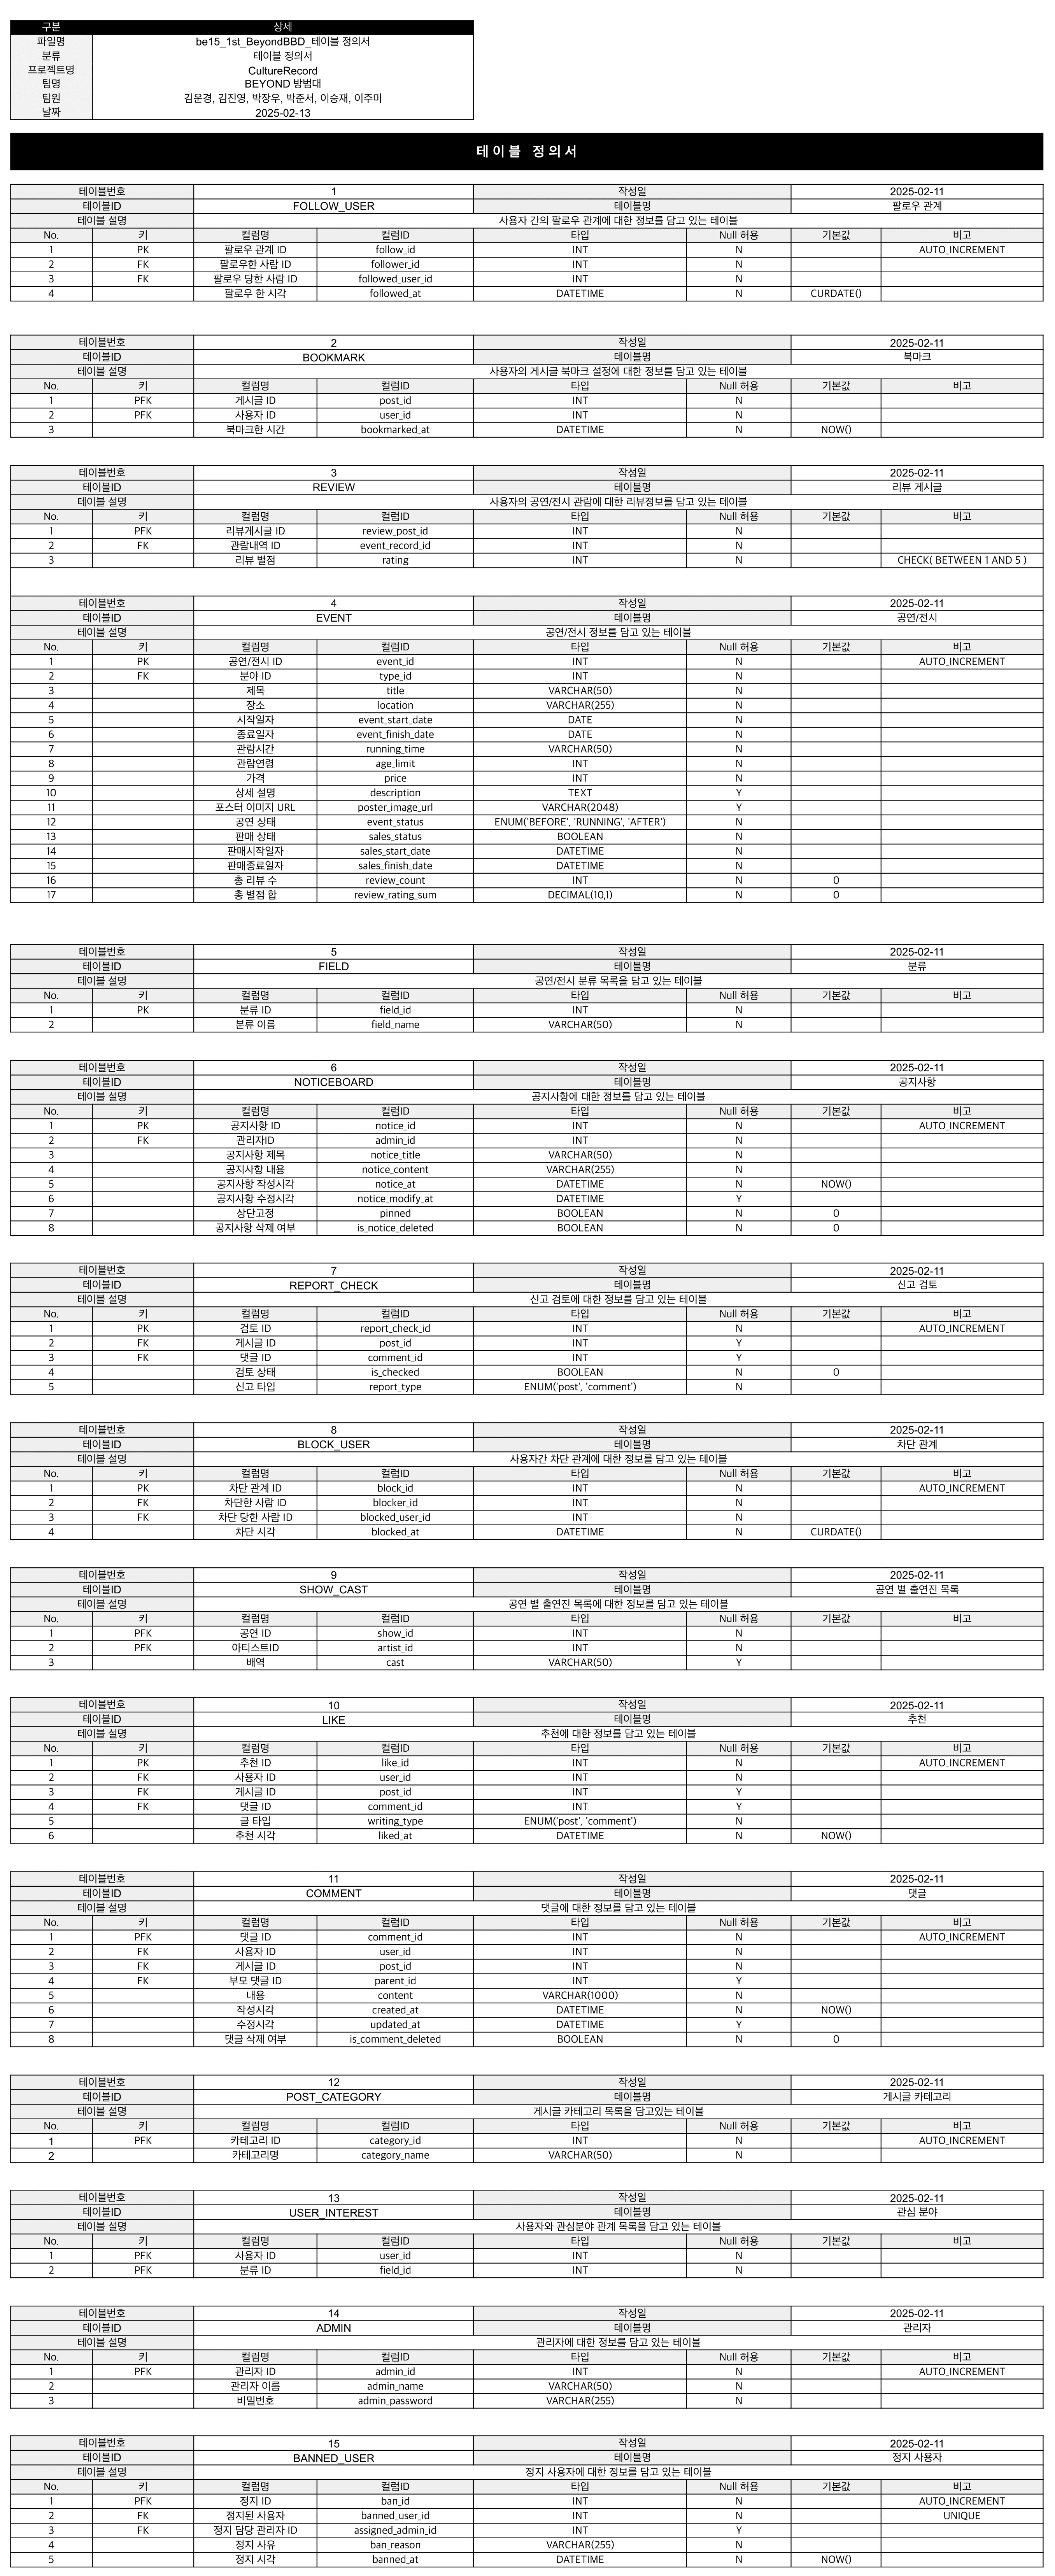 구분 상세
파일명 be15_1st_BeyondBBD_테이블 정의서
분류 테이블 정의서
프로젝트명 CultureRecord
팀명 BEYOND 방범대
팀원 김운경, 김진영, 박장우, 박준서, 이승재, 이주미
날짜 2025-02-13
테이블 정의서
테이블번호 1 작성일 2025-02-11
테이블ID FOLLOW_USER 테이블명 팔로우 관계
테이블 설명 사용자 간의 팔로우 관계에 대한 정보를 담고 있는 테이블
No. 키 컬럼명 컬럼ID 타입 Null 허용 기본값 비고
1 PK 팔로우 관계 ID follow_id INT N AUTO_INCREMENT
2 FK 팔로우한 사람 ID follower_id INT N
3 FK 팔로우 당한 사람 ID followed_user_id INT N
4 팔로우 한 시각 followed_at DATETIME N CURDATE()
테이블번호 2 작성일 2025-02-11
테이블ID BOOKMARK 테이블명 북마크
테이블 설명 사용자의 게시글 북마크 설정에 대한 정보를 담고 있는 테이블
No. 키 컬럼명 컬럼ID 타입 Null 허용 기본값 비고
1 PFK 게시글 ID post_id INT N
2 PFK 사용자 ID user_id INT N
3 북마크한 시간 bookmarked_at DATETIME N NOW()
테이블번호 3 작성일 2025-02-11
테이블ID REVIEW 테이블명 리뷰 게시글
테이블 설명 사용자의 공연/전시 관람에 대한 리뷰정보를 담고 있는 테이블
No. 키 컬럼명 컬럼ID 타입 Null 허용 기본값 비고
1 PFK 리뷰게시글 ID review_post_id INT N
2 FK 관람내역 ID event_record_id INT N
3 리뷰 별점 rating INT N CHECK( BETWEEN 1 AND 5 )
테이블번호 4 작성일 2025-02-11
테이블ID EVENT 테이블명 공연/전시
테이블 설명 공연/전시 정보를 담고 있는 테이블
No. 키 컬럼명 컬럼ID 타입 Null 허용 기본값 비고
1 PK 공연/전시 ID event_id INT N AUTO_INCREMENT
2 FK 분야 ID type_id INT N
3 제목 title VARCHAR(50) N
4 장소 location VARCHAR(255) N
5 시작일자 event_start_date DATE N
6 종료일자 event_finish_date DATE N
7 관람시간 running_time VARCHAR(50) N
8 관람연령 age_limit INT N
9 가격 price INT N
10 상세 설명 description TEXT Y
11 포스터 이미지 URL poster_image_url VARCHAR(2048) Y
12 공연 상태 event_status ENUM('BEFORE', 'RUNNING', 'AFTER') N
13 판매 상태 sales_status BOOLEAN N
14 판매시작일자 sales_start_date DATETIME N
15 판매종료일자 sales_finish_date DATETIME N
16 총 리뷰 수 review_count INT N 0
17 총 별점 합 review_rating_sum DECIMAL(10,1) N 0
테이블번호 5 작성일 2025-02-11
테이블ID FIELD 테이블명 분류
테이블 설명 공연/전시 분류 목록을 담고 있는 테이블
No. 키 컬럼명 컬럼ID 타입 Null 허용 기본값 비고
1 PK 분류 ID field_id INT N
2 분류 이름 field_name VARCHAR(50) N
테이블번호 6 작성일 2025-02-11
테이블ID NOTICEBOARD 테이블명 공지사항
테이블 설명 공지사항에 대한 정보를 담고 있는 테이블
No. 키 컬럼명 컬럼ID 타입 Null 허용 기본값 비고
1 PK 공지사항 ID notice_id INT N AUTO_INCREMENT
2 FK 관리자ID admin_id INT N
3 공지사항 제목 notice_title VARCHAR(50) N
4 공지사항 내용 notice_content VARCHAR(255) N
5 공지사항 작성시각 notice_at DATETIME N NOW()
6 공지사항 수정시각 notice_modify_at DATETIME Y
7 상단고정 pinned BOOLEAN N 0
8 공지사항 삭제 여부 is_notice_deleted BOOLEAN N 0
테이블번호 7 작성일 2025-02-11
테이블ID REPORT_CHECK 테이블명 신고 검토
테이블 설명 신고 검토에 대한 정보를 담고 있는 테이블
No. 키 컬럼명 컬럼ID 타입 Null 허용 기본값 비고
1 PK 검토 ID report_check_id INT N AUTO_INCREMENT
2 FK 게시글 ID post_id INT Y
3 FK 댓글 ID comment_id INT Y
4 검토 상태 is_checked BOOLEAN N 0
5 신고 타입 report_type ENUM('post', 'comment') N
테이블번호 8 작성일 2025-02-11
테이블ID BLOCK_USER 테이블명 차단 관계
테이블 설명 사용자간 차단 관계에 대한 정보를 담고 있는 테이블
No. 키 컬럼명 컬럼ID 타입 Null 허용 기본값 비고
1 PK 차단 관계 ID block_id INT N AUTO_INCREMENT
2 FK 차단한 사람 ID blocker_id INT N
3 FK 차단 당한 사람 ID blocked_user_id INT N
4 차단 시각 blocked_at DATETIME N CURDATE()
테이블번호 9 작성일 2025-02-11
테이블ID SHOW_CAST 테이블명 공연 별 출연진 목록
테이블 설명 공연 별 출연진 목록에 대한 정보를 담고 있는 테이블
No. 키 컬럼명 컬럼ID 타입 Null 허용 기본값 비고
1 PFK 공연 ID show_id INT N
2 PFK 아티스트ID artist_id INT N
3 배역 cast VARCHAR(50) Y
테이블번호 10 작성일 2025-02-11
테이블ID LIKE 테이블명 추천
테이블 설명 추천에 대한 정보를 담고 있는 테이블
No. 키 컬럼명 컬럼ID 타입 Null 허용 기본값 비고
1 PK 추천 ID like_id INT N AUTO_INCREMENT
2 FK 사용자 ID user_id INT N
3 FK 게시글 ID post_id INT Y
4 FK 댓글 ID comment_id INT Y
5 글 타입 writing_type ENUM('post', 'comment') N
6 추천 시각 liked_at DATETIME N NOW()
테이블번호 11 작성일 2025-02-11
테이블ID COMMENT 테이블명 댓글
테이블 설명 댓글에 대한 정보를 담고 있는 테이블
No. 키 컬럼명 컬럼ID 타입 Null 허용 기본값 비고
1 PFK 댓글 ID comment_id INT N AUTO_INCREMENT
2 FK 사용자 ID user_id INT N
3 FK 게시글 ID post_id INT N
4 FK 부모 댓글 ID parent_id INT Y
5 내용 content VARCHAR(1000) N
6 작성시각 created_at DATETIME N NOW()
7 수정시각 updated_at DATETIME Y
8 댓글 삭제 여부 is_comment_deleted BOOLEAN N 0
테이블번호 12 작성일 2025-02-11
테이블ID POST_CATEGORY 테이블명 게시글 카테고리
테이블 설명 게시글 카테고리 목록을 담고있는 테이블
No. 키 컬럼명 컬럼ID 타입 Null 허용 기본값 비고
1 PFK 카테고리 ID category_id INT N AUTO_INCREMENT
2 카테고리명 category_name VARCHAR(50) N
테이블번호 13 작성일 2025-02-11
테이블ID USER_INTEREST 테이블명 관심 분야
테이블 설명 사용자와 관심분야 관계 목록을 담고 있는 테이블
No. 키 컬럼명 컬럼ID 타입 Null 허용 기본값 비고
1 PFK 사용자 ID user_id INT N
2 PFK 분류 ID field_id INT N
테이블번호 14 작성일 2025-02-11
테이블ID ADMIN 테이블명 관리자
테이블 설명 관리자에 대한 정보를 담고 있는 테이블
No. 키 컬럼명 컬럼ID 타입 Null 허용 기본값 비고
1 PFK 관리자 ID admin_id INT N AUTO_INCREMENT
2 관리자 이름 admin_name VARCHAR(50) N
3 비밀번호 admin_password VARCHAR(255) N
테이블번호 15 작성일 2025-02-11
테이블ID BANNED_USER 테이블명 정지 사용자
테이블 설명 정지 사용자에 대한 정보를 담고 있는 테이블
No. 키 컬럼명 컬럼ID 타입 Null 허용 기본값 비고
1 PFK 정지 ID ban_id INT N AUTO_INCREMENT
2 FK 정지된 사용자 banned_user_id INT N UNIQUE
3 FK 정지 담당 관리자 ID assigned_admin_id INT Y
4 정지 사유 ban_reason VARCHAR(255) N
5 정지 시각 banned_at DATETIME N NOW()